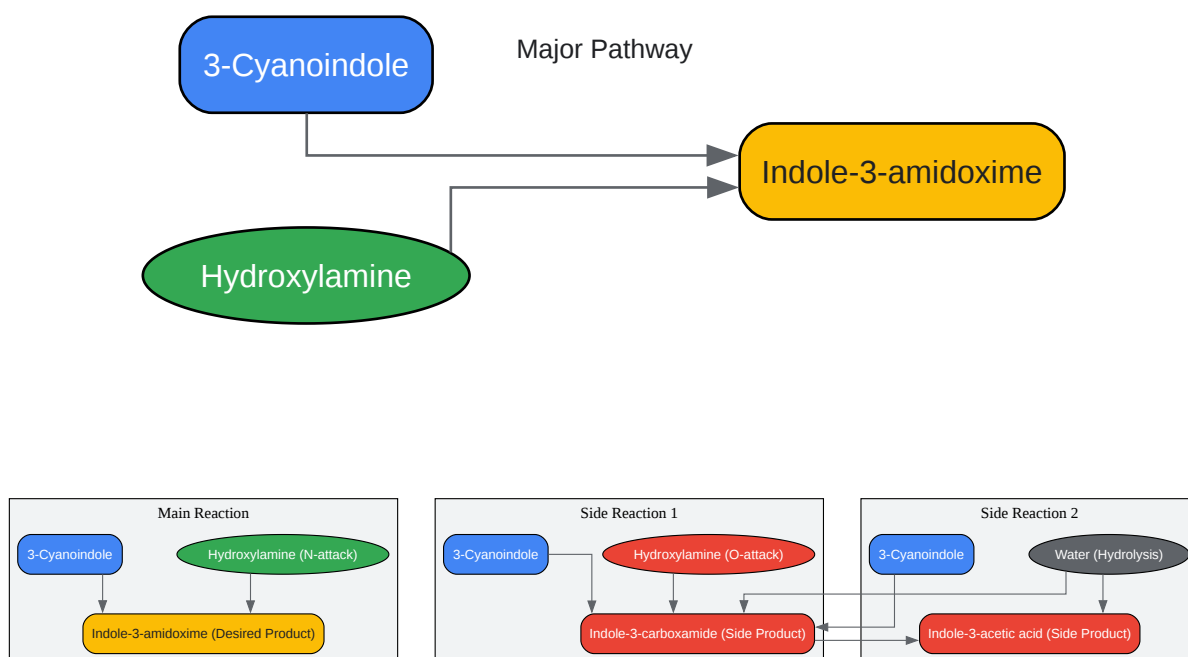 3-Cyanoindole
Major Pathway
Indole-3-amidoxime
Hydroxylamine
Main Reaction
3-Cyanoindole
Hydroxylamine (N-attack)
Indole-3-amidoxime (Desired Product)
Side Reaction 1
3-Cyanoindole
Hydroxylamine (O-attack)
Indole-3-carboxamide (Side Product)
Side Reaction 2
3-Cyanoindole
Water (Hydrolysis)
Indole-3-acetic acid (Side Product)